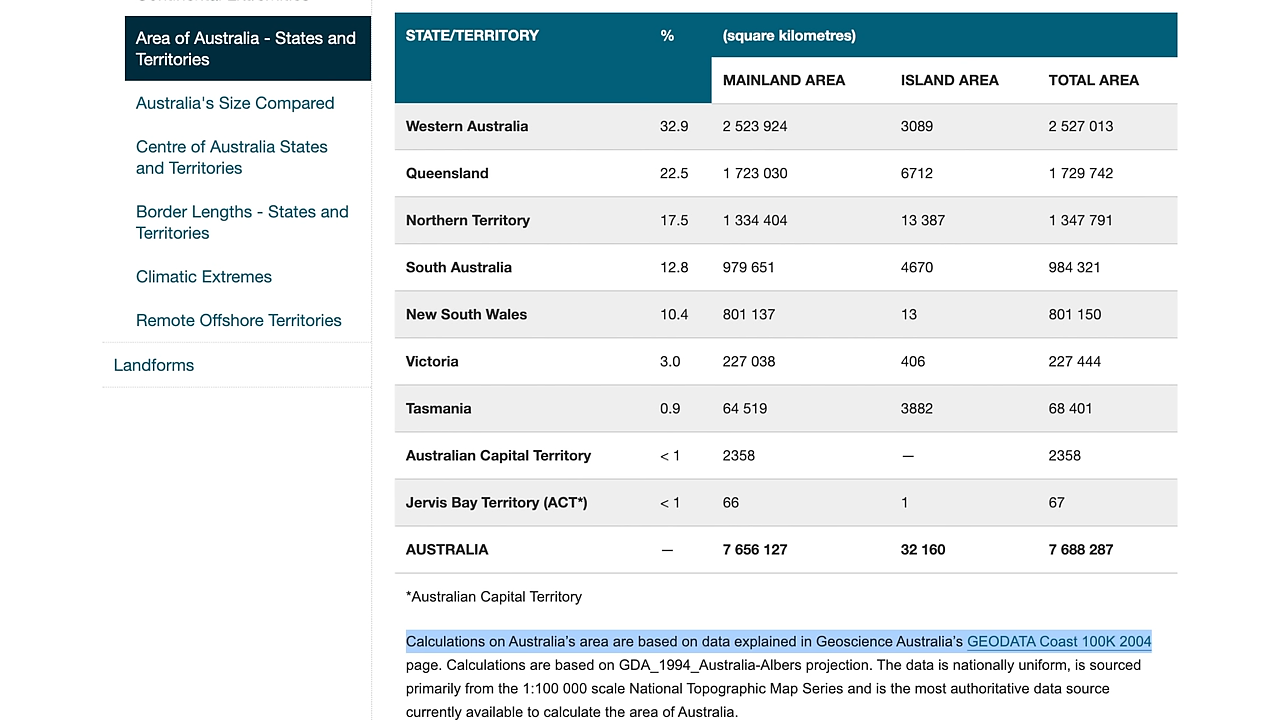 Area of Australia - States and
Territories
Australia's Size Compared
Centre of Australia States
and Territories
Border Lengths - States and
Territories
Climatic Extremes
Remote Offshore Territories
Landforms
STATE/TERRITORY % (square kilometres)
MAINLAND AREA ISLAND AREA TOTAL AREA
Western Australia 32.9 2 523 924 3089 2 527 013
Queensland 22.5 1 723 030 6712 1 729 742
Northern Territory 17.5 1 334 404 13 387 1 347 791
South Australia 12.8 979 651 4670 984 321
New South Wales 10.4 801 137 13 801 150
Victoria 3.0 227 038 406 227 444
Tasmania 0.9 64 519 3882 68 401
Australian Capital Territory < 1 2358 — 2358
Jervis Bay Territory (ACT*) < 1 66 1 67
AUSTRALIA — 7 656 127 32 160 7 688 287
*Australian Capital Territory
Calculations on Australia’s area are based on data explained in Geoscience Australia’s GEODATA Coast 100K 2004
page. Calculations are based on GDA_1994_Australia-Albers projection. The data is nationally uniform, is sourced
primarily from the 1:100 000 scale National Topographic Map Series and is the most authoritative data source
currently available to calculate the area of Australia.